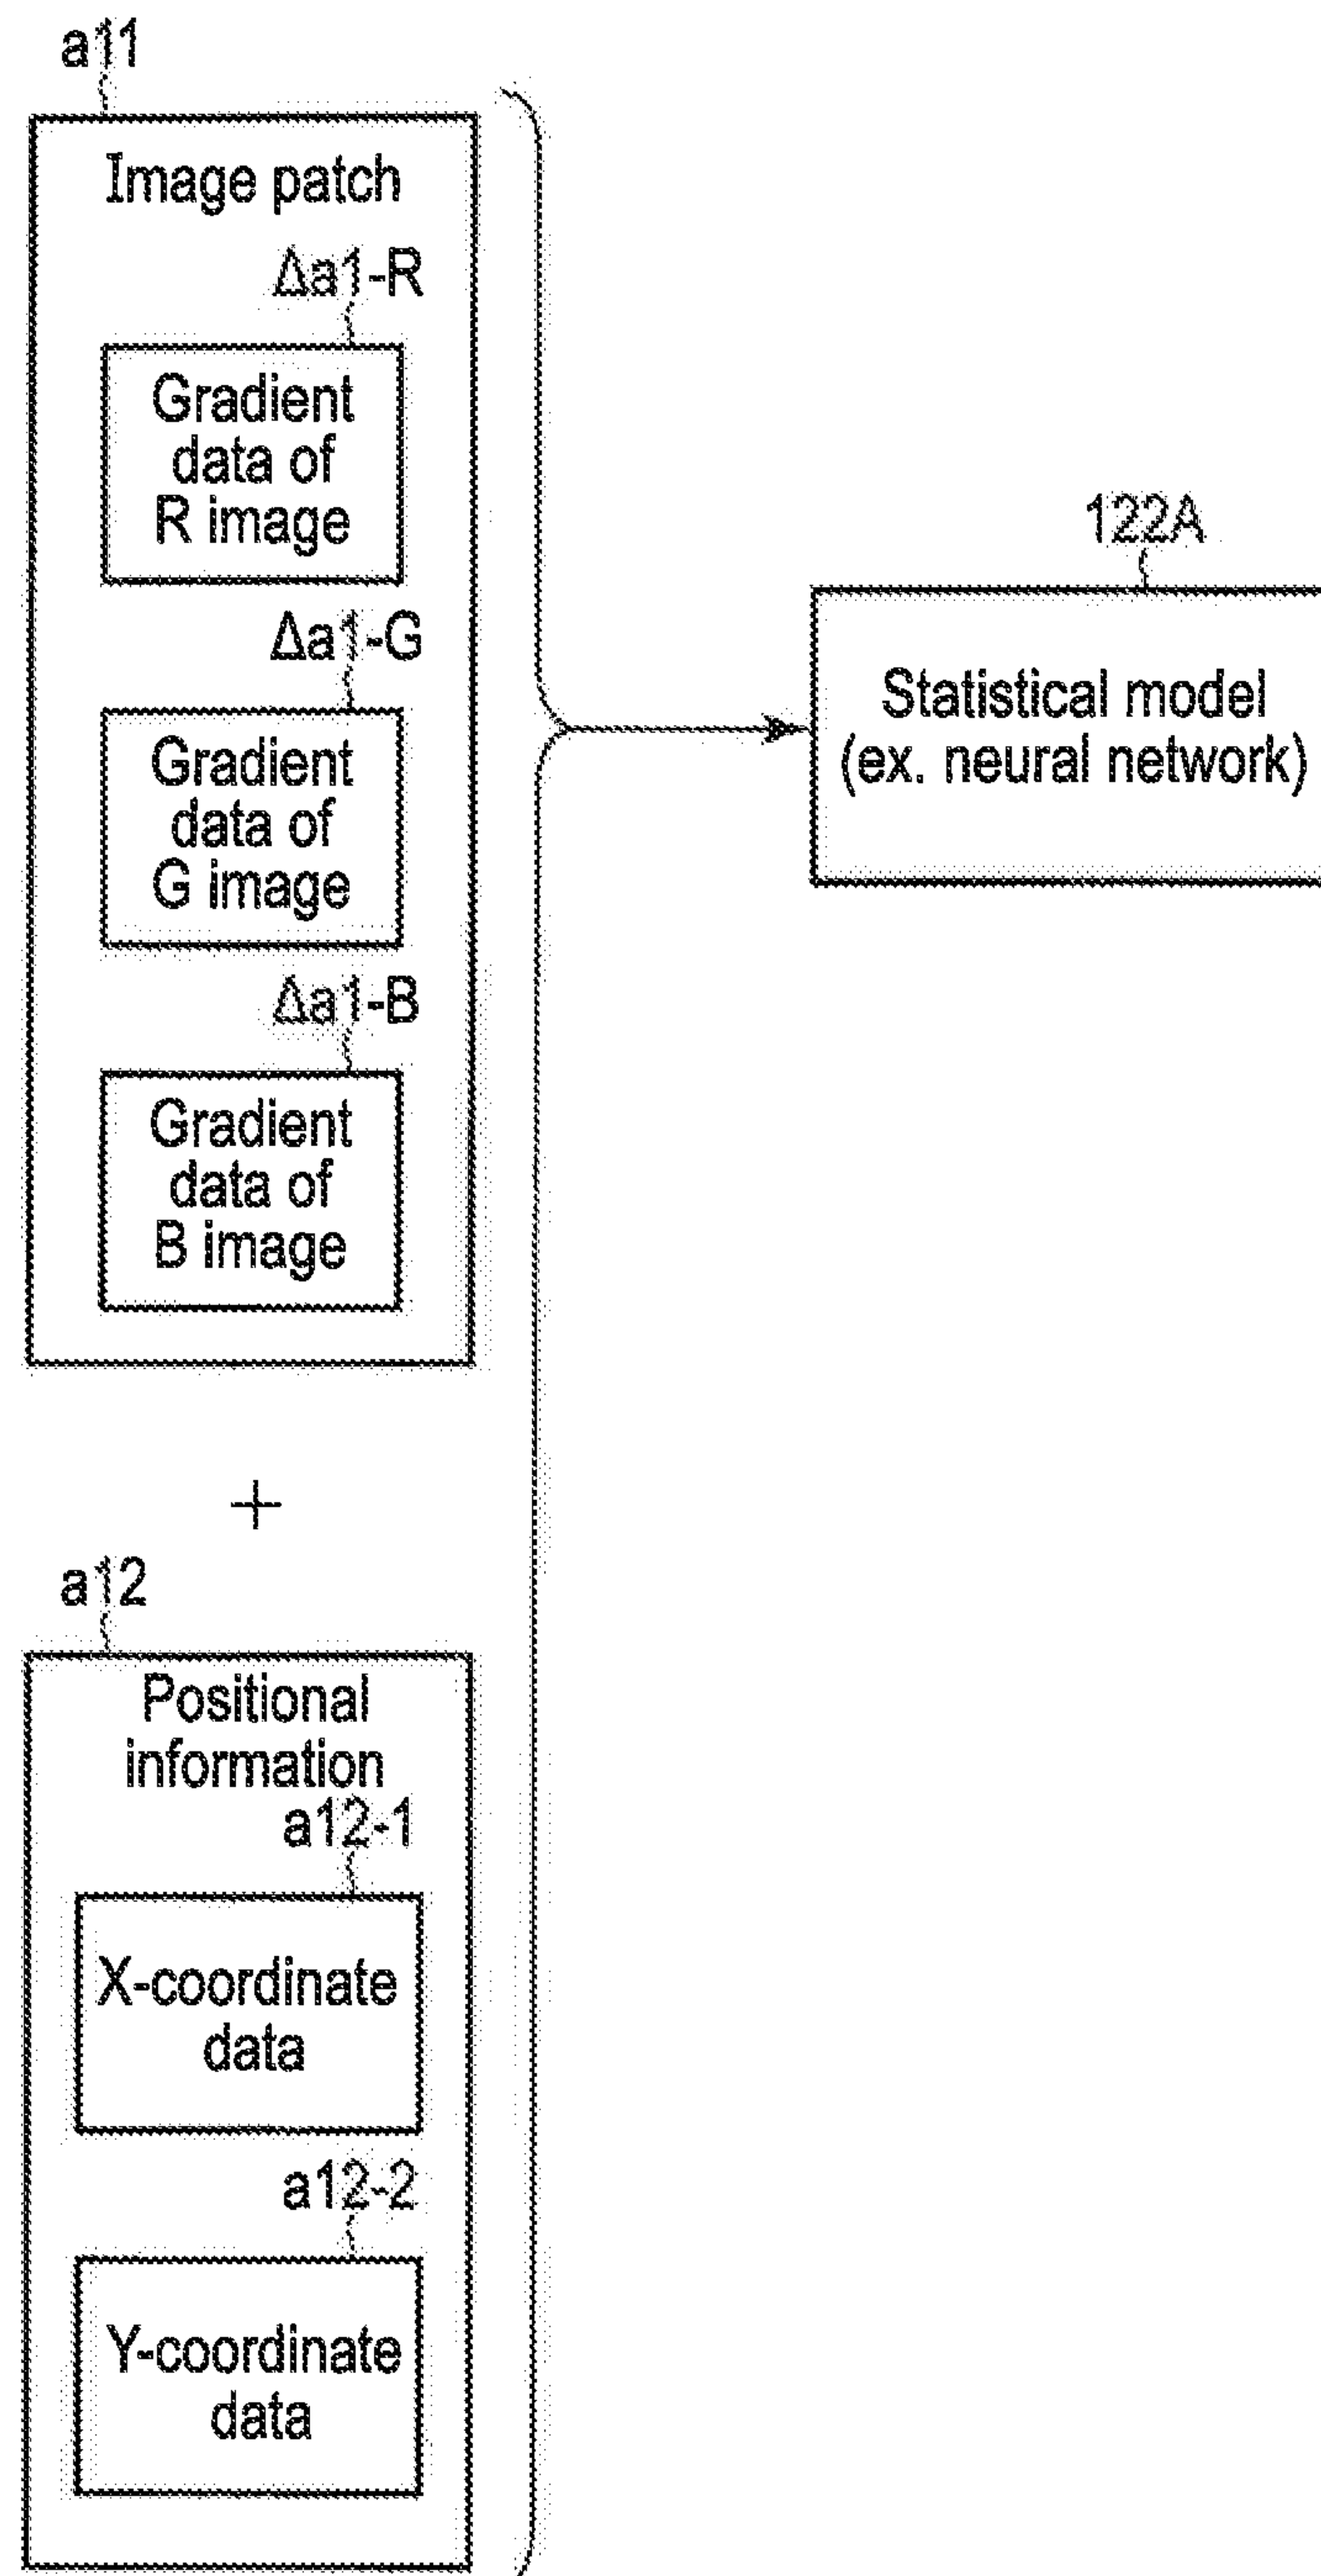 a11
Image patch
Δa1-R
Gradient
data of
R image
Δa1-G
Gradient
data of
G image
Δa1-B
Gradient
data of
B image
+
a12
Positional
information
a12-1
X-coordinate
data
a12-2
Y-coordinate
data
122A
Statistical model
(ex. neural network)